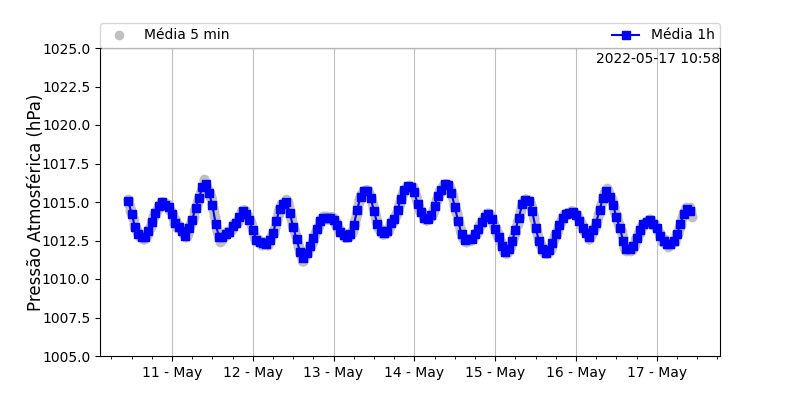 Média 5 min
Média 1h
2022-05-17 10:58
Pressão Atmosférica (hPa)
1025.0
1022.5
1020.0
1017.5
1015.0
1012.5
1010.0
1007.5
1005.0
11 - May
12 - May
13 - May
14 - May
15 - May
16 - May
17 - May